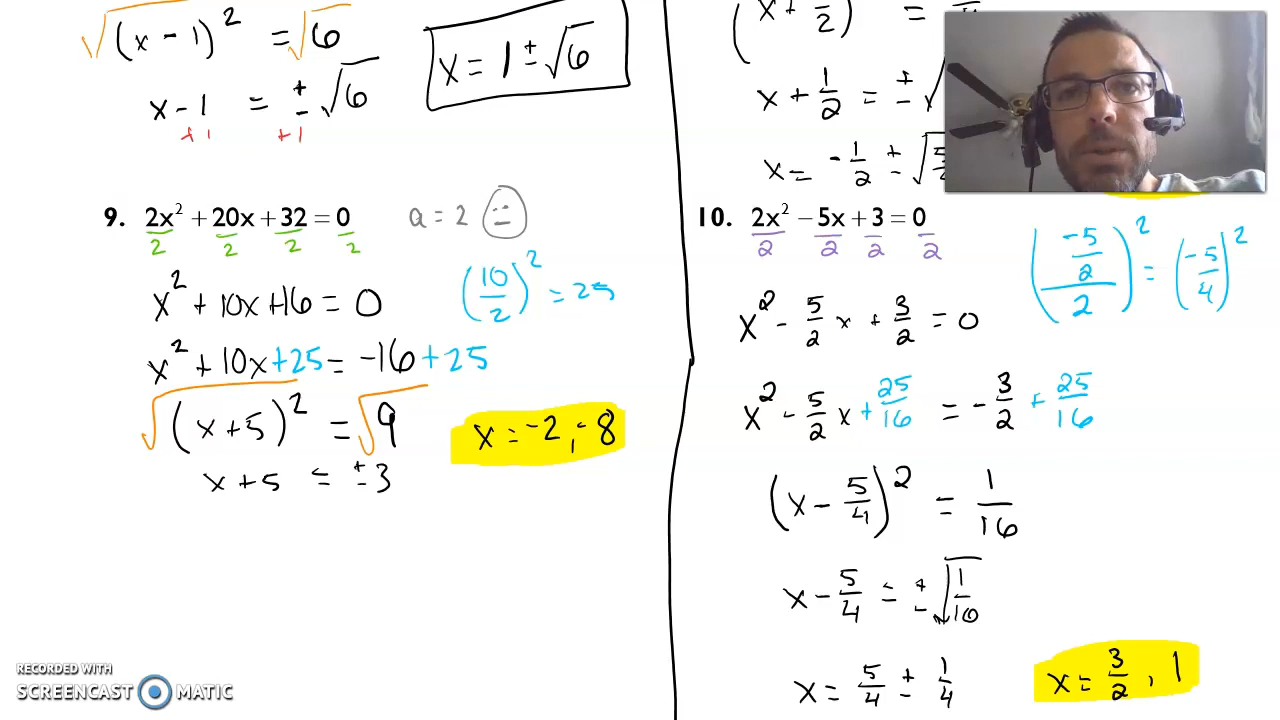 √(x - 1)² = √6
x = 1 ± √6
x - 1 = ± √6
+1 +1
9. 2x² + 20x + 32 = 0 a = 2
2 2 2 2
(10/2)² = 25
x² + 10x + 16 = 0
x² + 10x + 25 = -16 + 25
√(x + 5)² = √9
x = -2, -8
x + 5 = ± 3
x + 1/2 = ± √
x = -1/2 ± √5
10. 2x² - 5x + 3 = 0
2 2 2 2
((-5/2)/2)² = (-5/4)²
x² - 5/2 x + 3/2 = 0
x² - 5/2 x + 25/16 = -3/2 + 25/16
(x - 5/4)² = 1/16
x - 5/4 = ± √1/10
x = 5/4 ± 1/4
x = 3/2, 1
RECORDED WITH
SCREENCAST MATIC